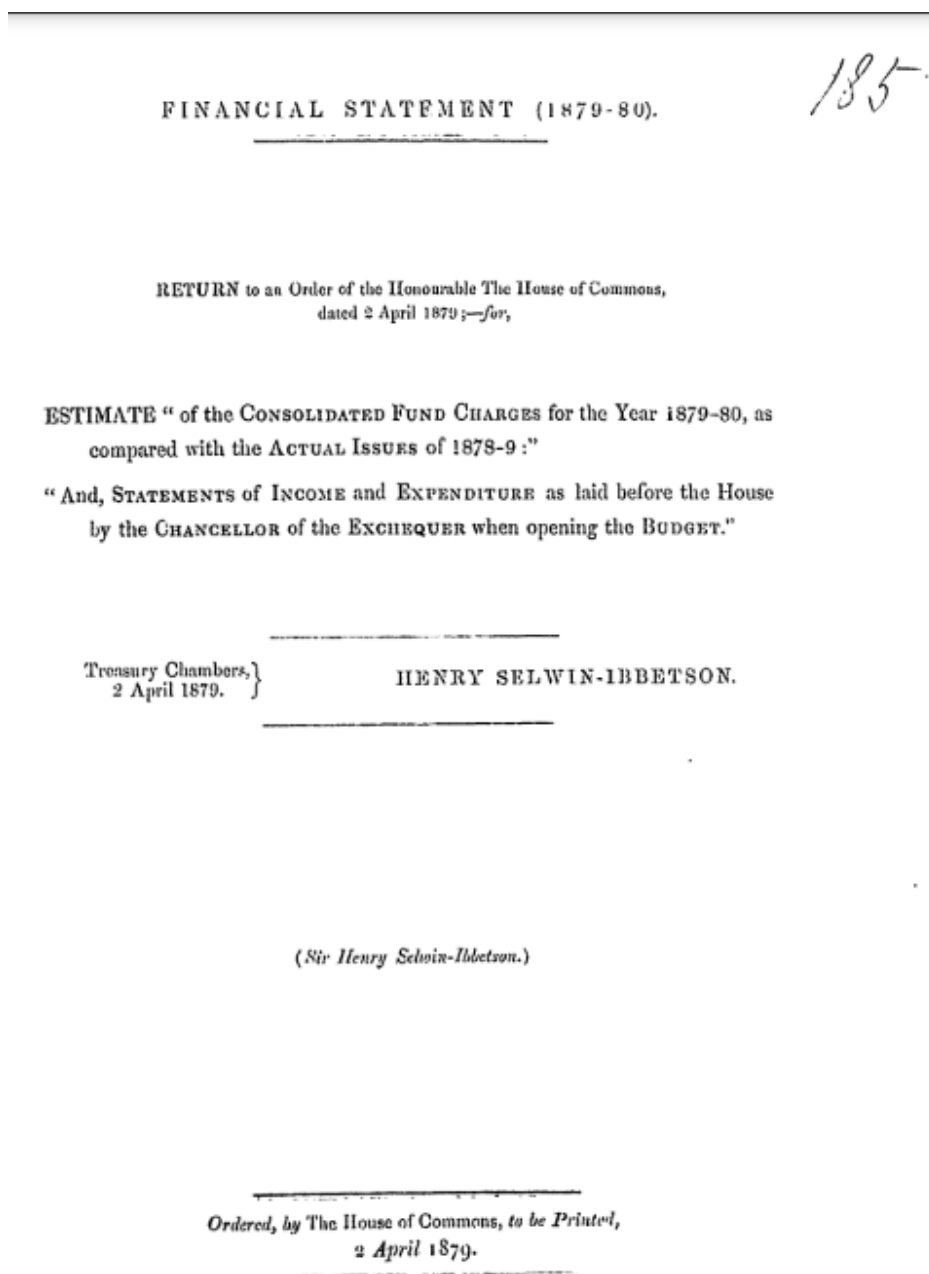 185
FINANCIAL STATEMENT (1879-80).
RETURN to an Order of the Honourable The House of Commons,
dated 2 April 1879;—for,
ESTIMATE “ of the CONSOLIDATED FUND CHARGES for the Year 1879–80, as
compared with the ACTUAL ISSUES of 1878-9 :”
“ And, STATEMENTS of INCOME and EXPENDITURE as laid before the House
by the CHANCELLOR of the EXCHEQUER when opening the BUDGET.”
Treasury Chambers,}
2 April 1879.
HENRY SELWIN-IBBETSON.
(Sir Henry Selwin-Ibbetson.)
Ordered, by The House of Commons, to be Printed,
2 April 1879.